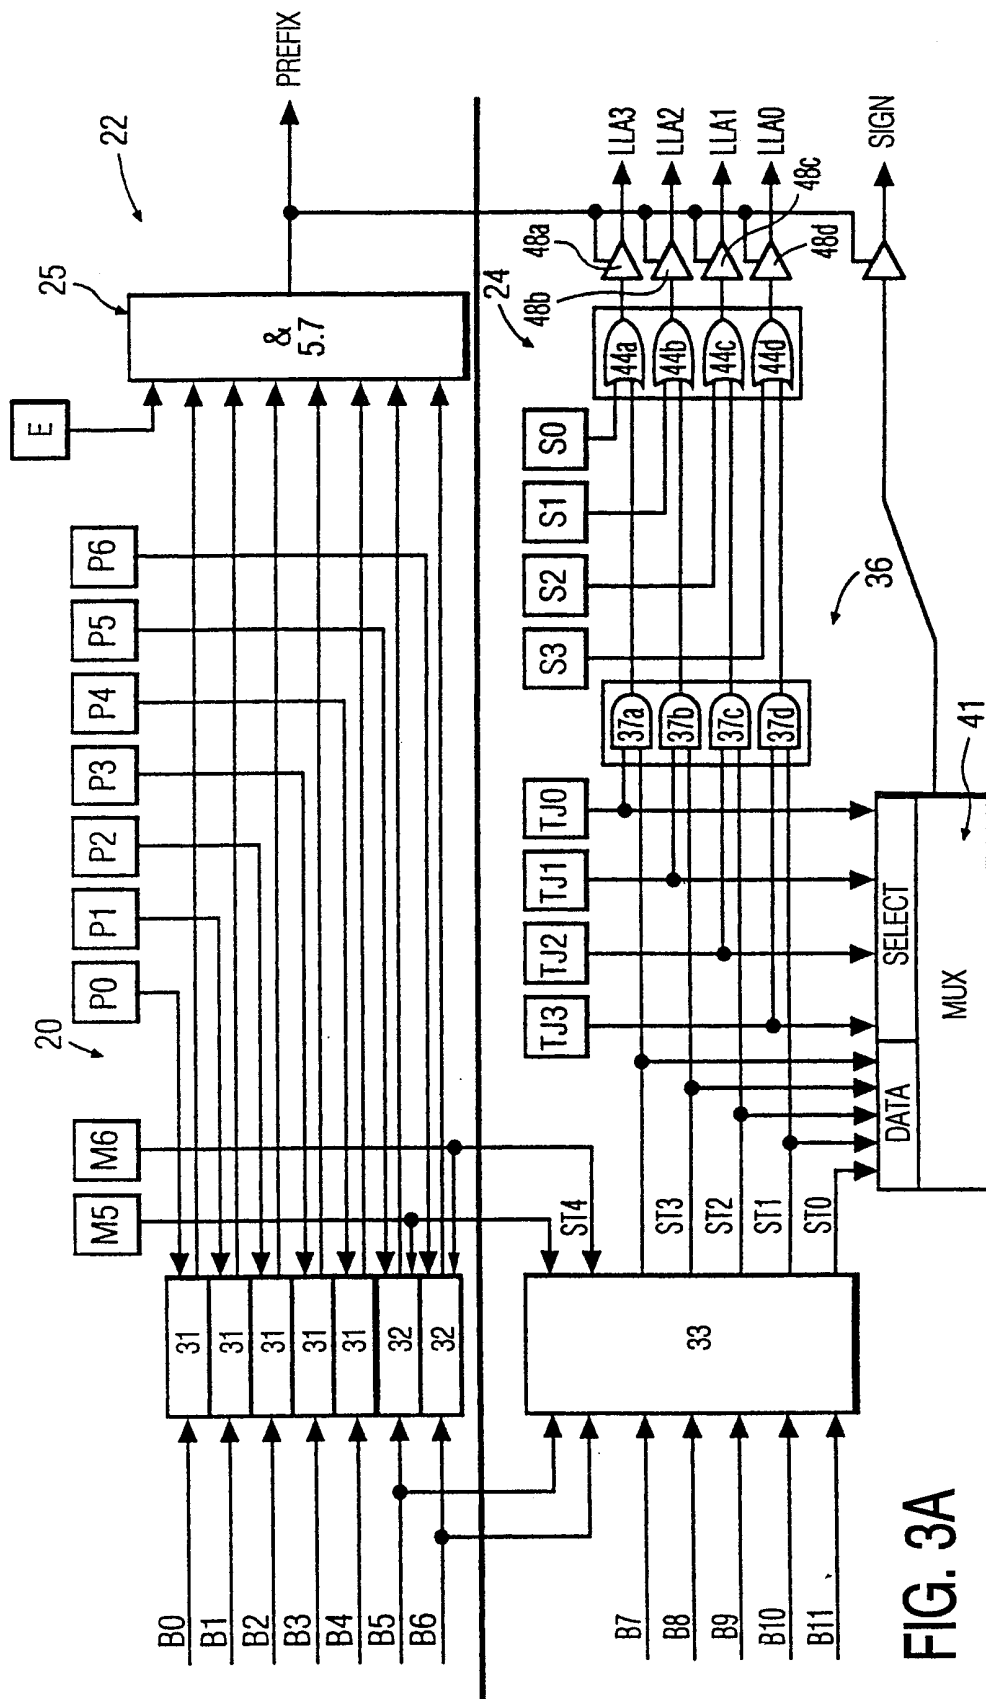 22
PREFIX
25
&
5.7
E
20
P0
P1
P2
P3
P4
P5
P6
M5
M6
31
31
31
31
31
32
32
B0
B1
B2
B3
B4
B5
B6
24
S0
S1
S2
S3
48a
48b
48c
48d
LLA3
LLA2
LLA1
LLA0
SIGN
44a
44b
44c
44d
37a
37b
37c
37d
36
TJ0
TJ1
TJ2
TJ3
ST4
ST3
ST2
ST1
ST0
33
B7
B8
B9
B10
B11
DATA
SELECT
MUX
41
FIG. 3A